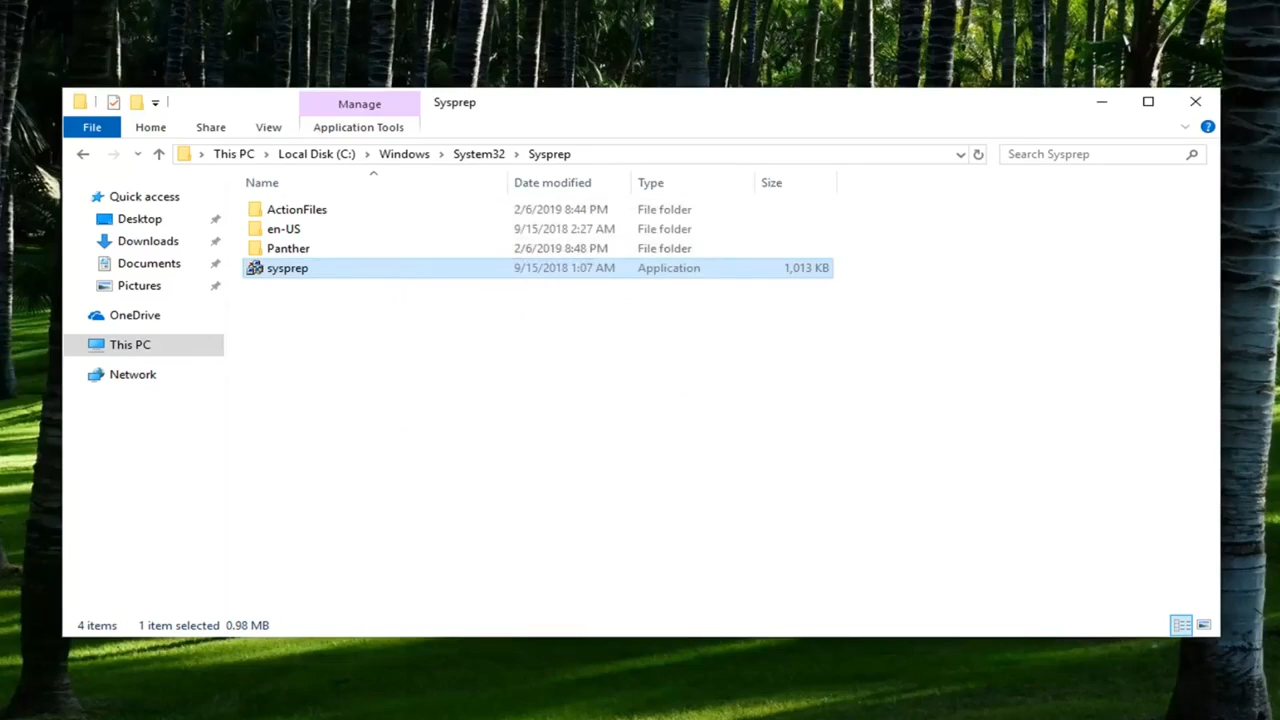 Manage
Sysprep
File
Home
Share
View
Application Tools
This PC
Local Disk (C:)
Windows
System32
Sysprep
Search Sysprep
Name
Date modified
Type
Size
Quick access
Desktop
Downloads
Documents
Pictures
OneDrive
This PC
Network
ActionFiles 2/6/2019 8:44 PM File folder
en-US 9/15/2018 2:27 AM File folder
Panther 2/6/2019 8:48 PM File folder
sysprep 9/15/2018 1:07 AM Application 1,013 KB
4 items 1 item selected 0.98 MB